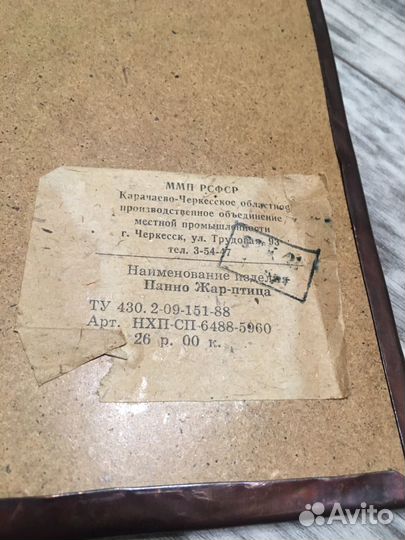 ММП РСФСР
Карачаево-Черкесское областное
производственное объединение
местной промышленности
г. Черкесск, ул. Трудовая, 93
тел. 3-54-47
Наименование изделия
Панно Жар-птица
ТУ 430.2-09-151-88
Арт. НХП-СП-6488-5960
26 р. 00 к.
Avito